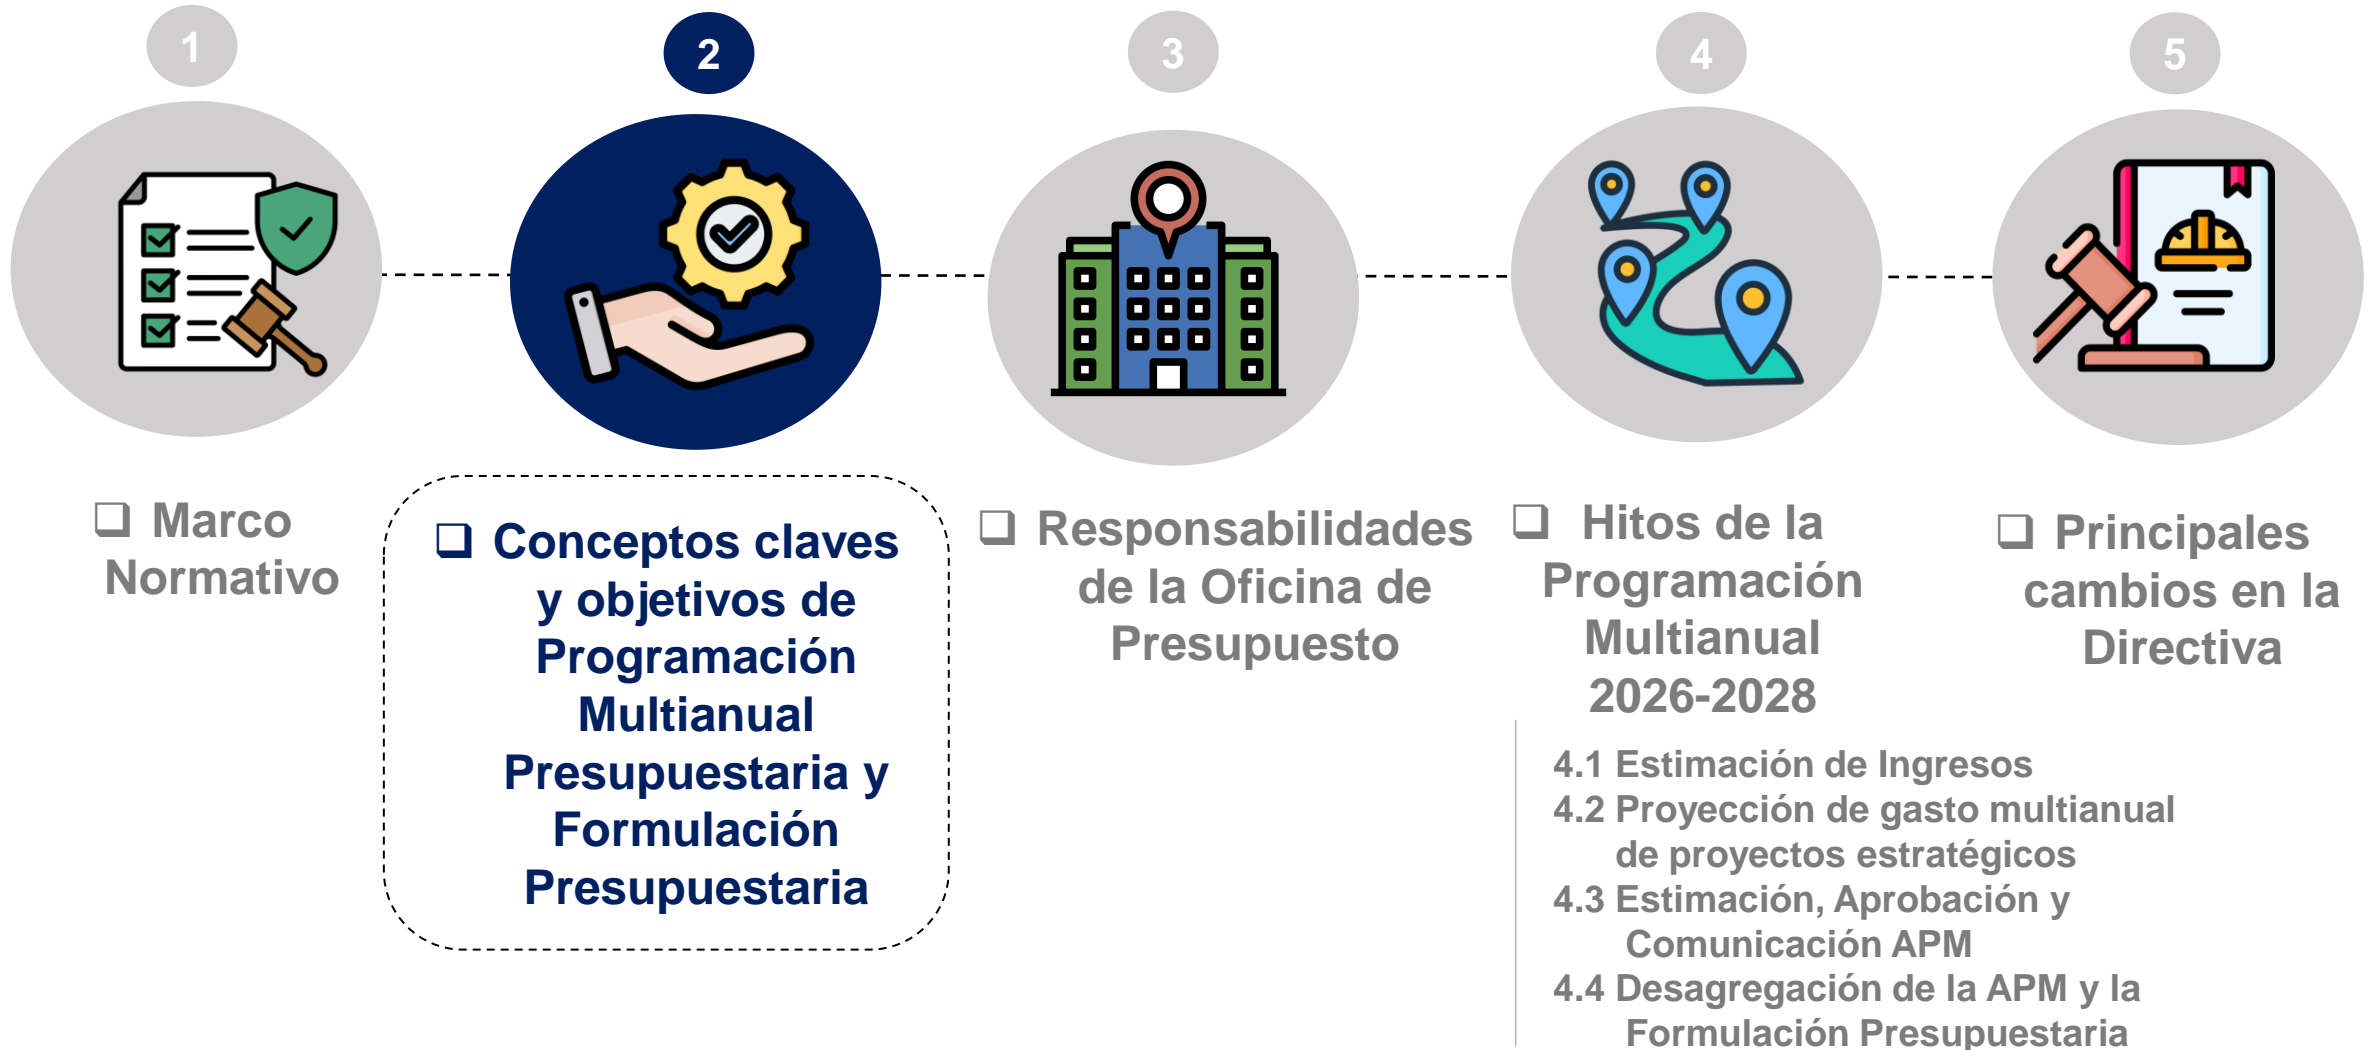 1
2
3
4
5
❑ Marco
Normativo
❑ Conceptos claves
y objetivos de
Programación
Multianual
Presupuestaria y
Formulación
Presupuestaria
❑ Responsabilidades
de la Oficina de
Presupuesto
❑ Hitos de la
Programación
Multianual
2026-2028
4.1 Estimación de Ingresos
4.2 Proyección de gasto multianual
de proyectos estratégicos
4.3 Estimación, Aprobación y
Comunicación APM
4.4 Desagregación de la APM y la
Formulación Presupuestaria
❑ Principales
cambios en la
Directiva